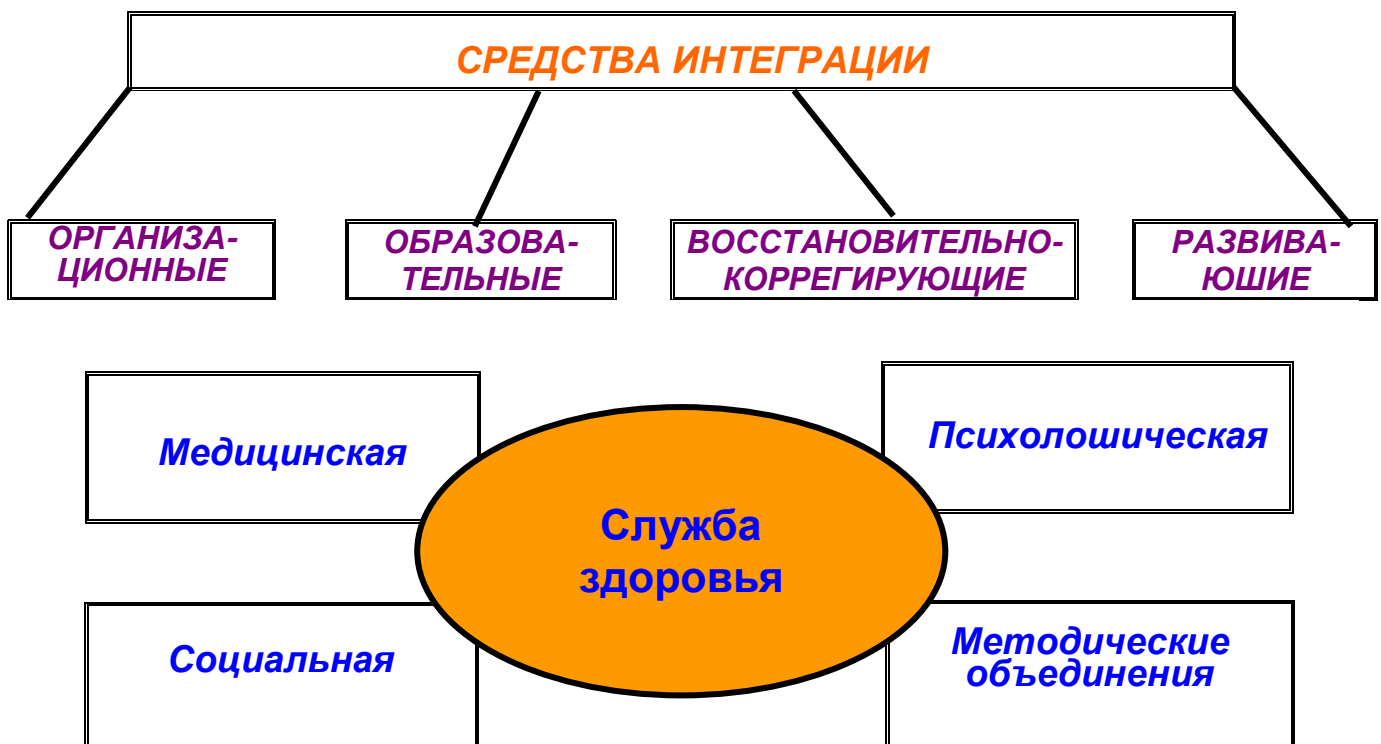 СРЕДСТВА ИНТЕГРАЦИИ
ОРГАНИЗА-
ЦИОННЫЕ
ОБРАЗОВА-
ТЕЛЬНЫЕ
ВОССТАНОВИТЕЛЬНО-
КОРРЕГИРУЮЩИЕ
РАЗВИВА-
ЮШИЕ
Медицинская
Психолошическая
Служба
здоровья
Социальная
Методические
объединения